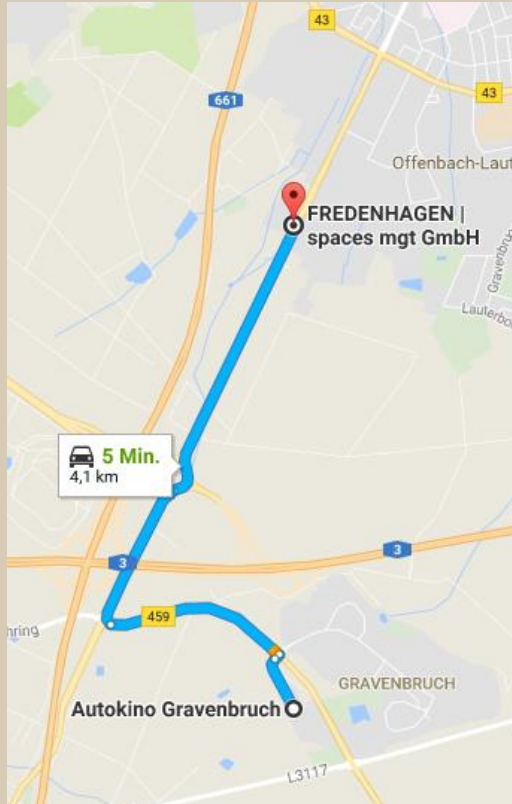 43
661
43
Offenbach-Laut
FREDENHAGEN |
spaces mgt GmbH
Gravenbruc
Lauterbo
5 Min.
4,1 km
3
3
hring
459
GRAVENBRUCH
Autokino Gravenbruch
L3117